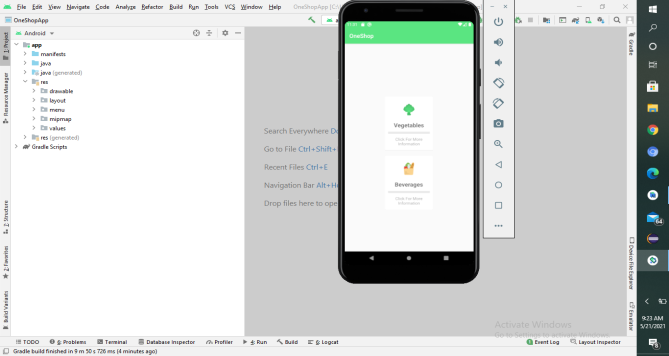 File Edit View Navigate Code Analyze Refactor Build Run Tools VCS Window Help OneShopApp
OneShopApp
Android
app
manifests
java
java (generated)
res
drawable
layout
menu
mipmap
values
res (generated)
Gradle Scripts
1: Project
Resource Manager
Z: Structure
2: Favorites
Build Variants
Search Everywhere
Go to File Ctrl+Shift+
Recent Files Ctrl+E
Navigation Bar
Drop files here to
OneShop
Vegetables
Click For More
Information
Beverages
Click For More
Information
Gradle
Device File Explorer
Emulator
64
9:23 AM
5/21/2021
Activate Windows
Go to Settings to activate Windows.
TODO
6: Problems
Terminal
Database Inspector
Profiler
4: Run
Build
6: Logcat
Event Log
Layout Inspector
Gradle build finished in 9 m 50 s 726 ms (4 minutes ago)